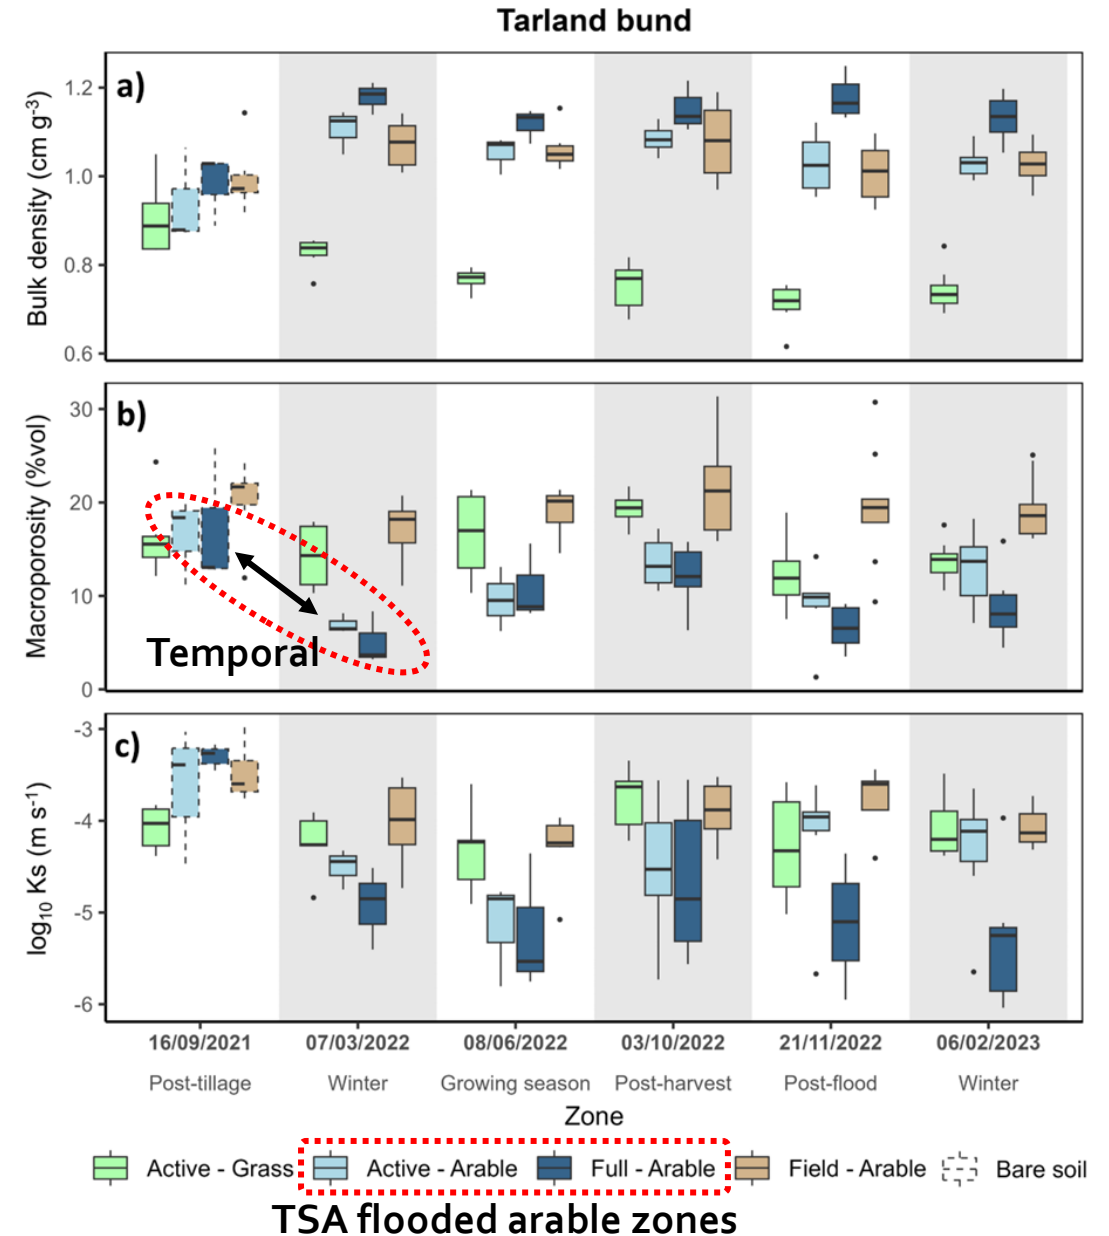 Tarland bund
a)
Bulk density (cm g-3)
1.2
1.0
0.8
0.6
b)
Macroporosity (%vol)
30
20
10
0
Temporal
c)
log10 Ks (m s-1)
-3
-4
-5
-6
16/09/2021 07/03/2022 08/06/2022 03/10/2022 21/11/2022 06/02/2023
Post-tillage Winter Growing season Post-harvest Post-flood Winter
Zone
Active - Grass Active - Arable Full - Arable Field - Arable Bare soil
TSA flooded arable zones